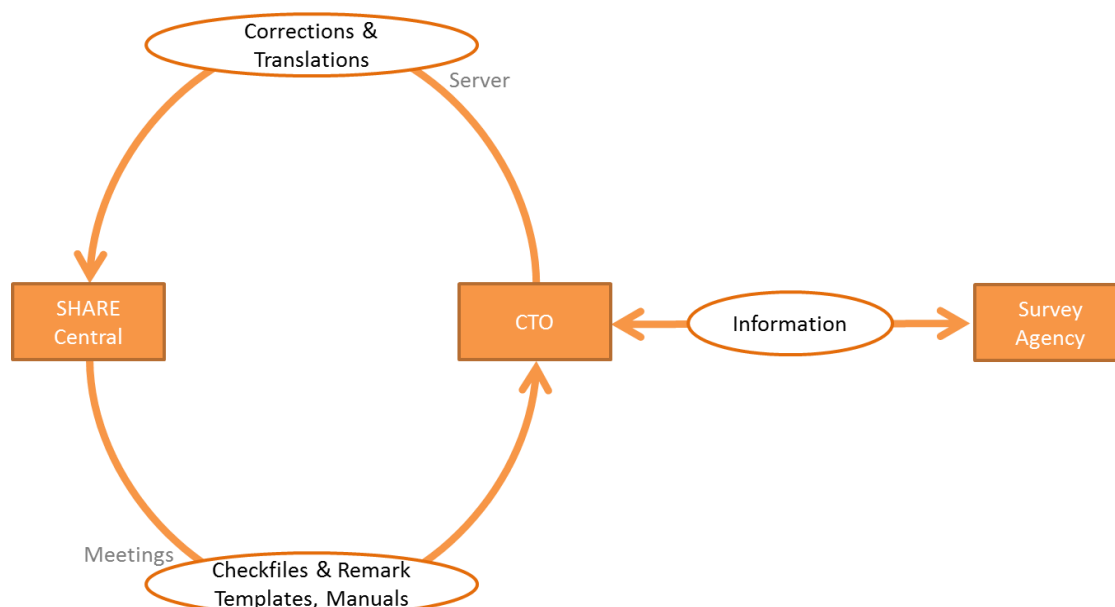 Corrections &
Translations
Server
SHARE
Central
CTO
Information
Survey
Agency
Meetings
Checkfiles & Remark
Templates, Manuals